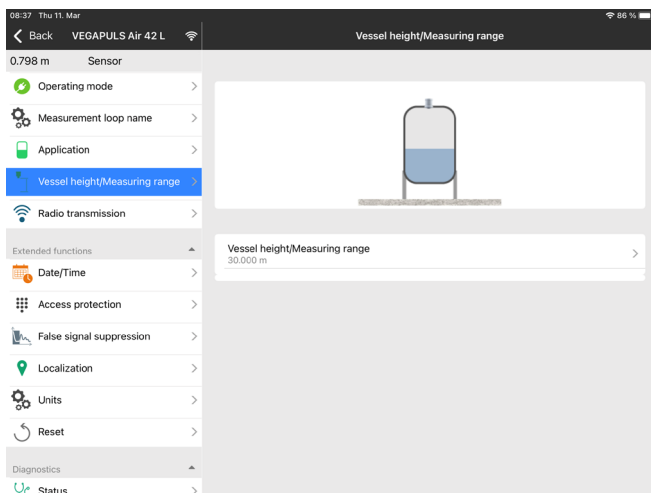 08:37 Thu 11. Mar
86 %
Back VEGAPULS Air 42 L
Vessel height/Measuring range
0.798 m Sensor
Operating mode
Measurement loop name
Application
Vessel height/Measuring range
Radio transmission
Extended functions
Date/Time
Access protection
False signal suppression
Localization
Units
Reset
Diagnostics
Status
Vessel height/Measuring range
30.000 m